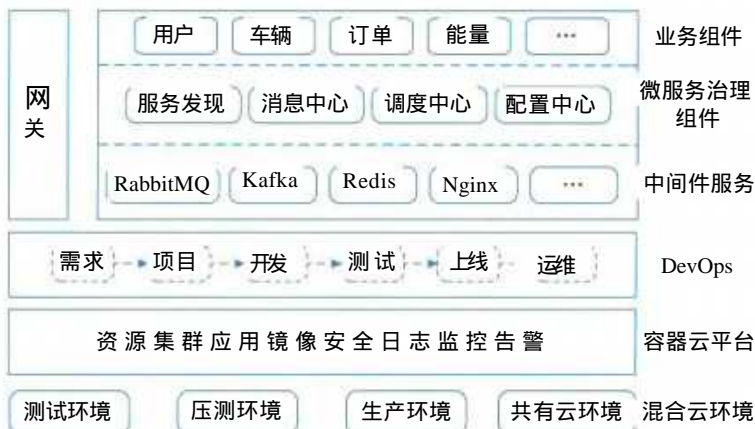 用户 车辆 订单 能量 ... 业务组件
网关
服务发现 消息中心 调度中心 配置中心 微服务治理
组件
RabbitMQ Kafka Redis Nginx ... 中间件服务
需求 项目 开发 测试 上线 运维 DevOps
资源集群应用镜像安全日志监控告警 容器云平台
测试环境 压测环境 生产环境 共有云环境 混合云环境